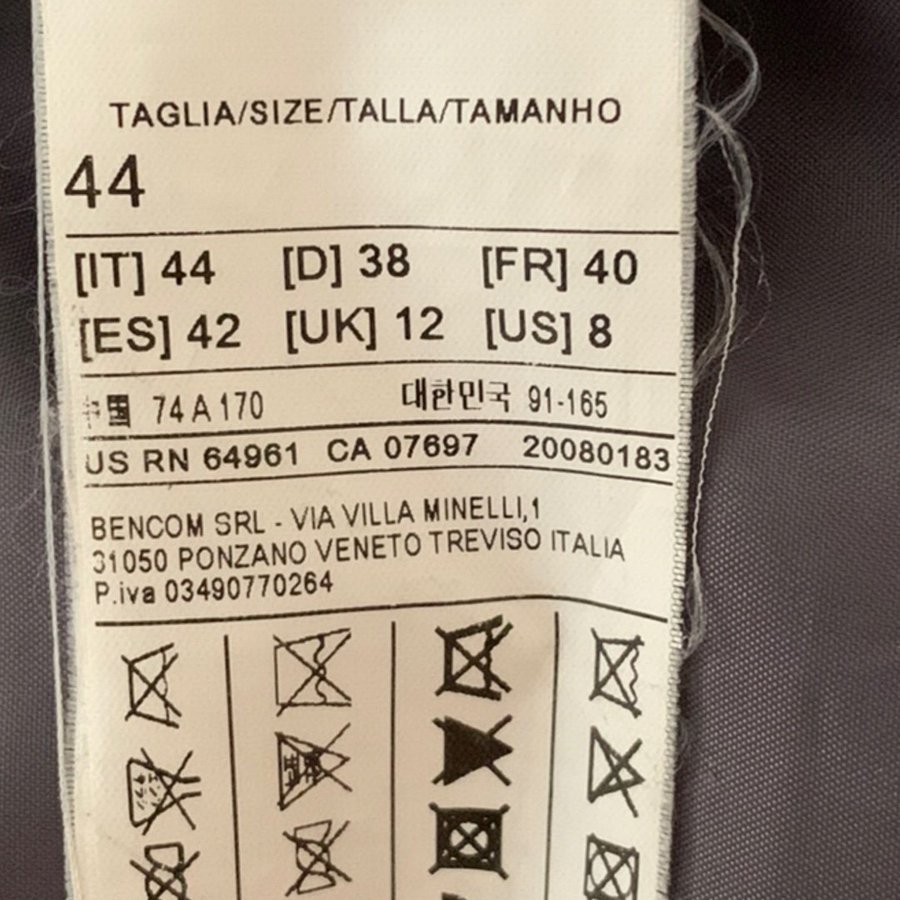 TAGLIA/SIZE/TALLA/TAMANHO
44
[IT] 44 [D] 38 [FR] 40
[ES] 42 [UK] 12 [US] 8
中国 74 A 170 대한민국 91-165
US RN 64961 CA 07697 20080183
BENCOM SRL - VIA VILLA MINELLI,1
31050 PONZANO VENETO TREVISO ITALIA
P.iva 03490770264